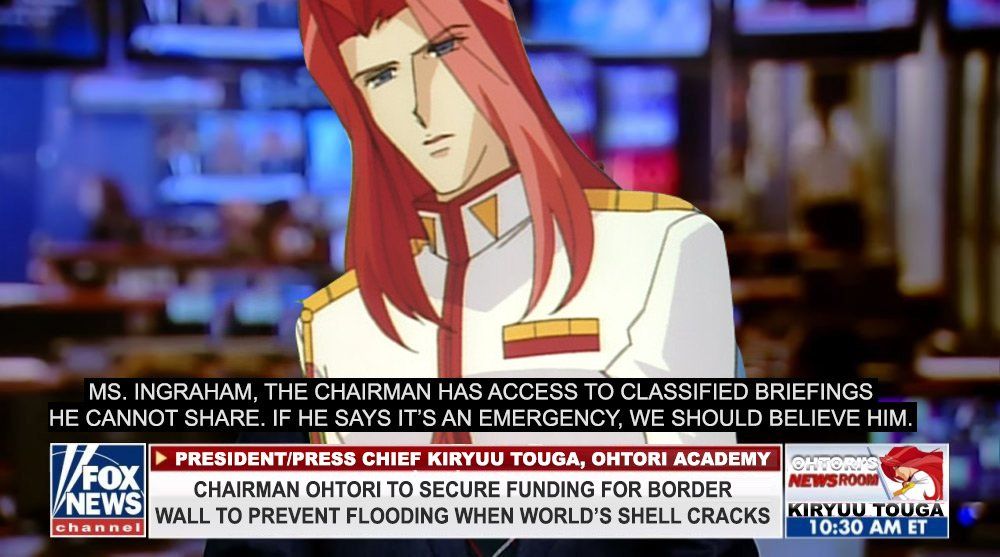 MS. INGRAHAM, THE CHAIRMAN HAS ACCESS TO CLASSIFIED BRIEFINGS
HE CANNOT SHARE. IF HE SAYS IT'S AN EMERGENCY, WE SHOULD BELIEVE HIM.
FOX
NEWS
channel
PRESIDENT/PRESS CHIEF KIRYUU TOUGA, OHTORI ACADEMY
CHAIRMAN OHTORI TO SECURE FUNDING FOR BORDER
WALL TO PREVENT FLOODING WHEN WORLD'S SHELL CRACKS
OHTORI'S
NEWSROOM
KIRYUU TOUGA
10:30 AM ET